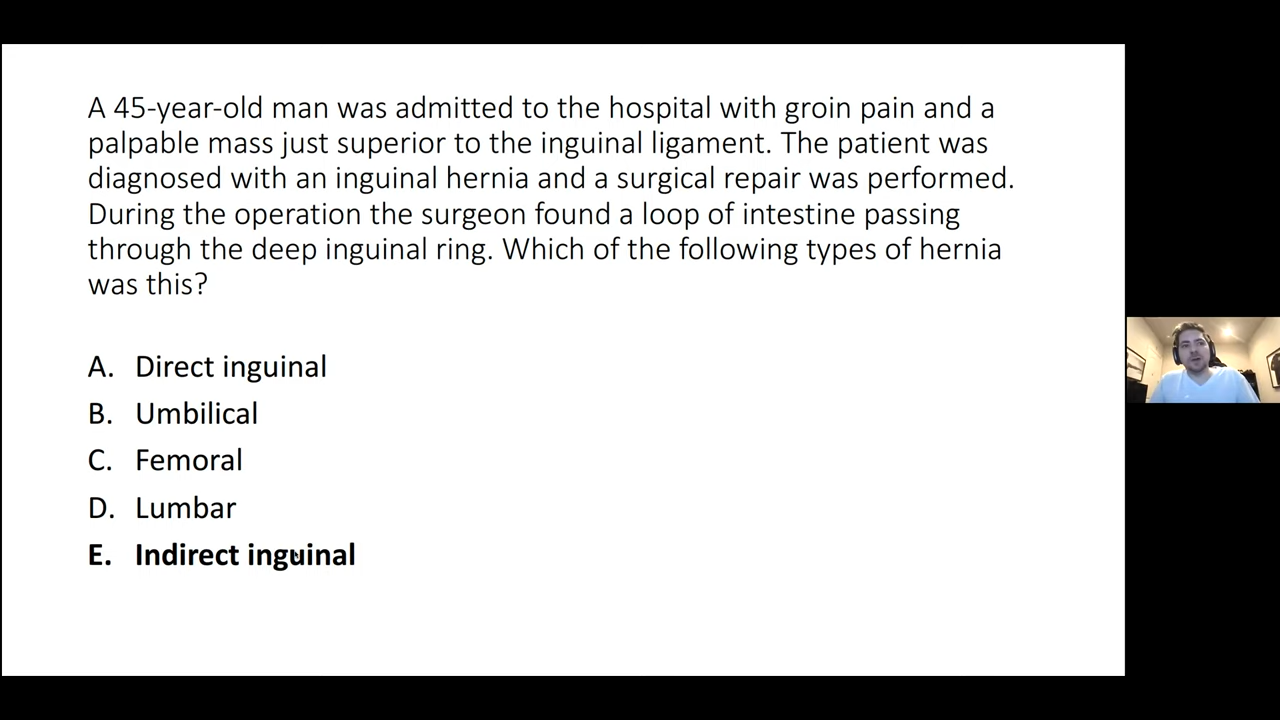 A 45-year-old man was admitted to the hospital with groin pain and a
palpable mass just superior to the inguinal ligament. The patient was
diagnosed with an inguinal hernia and a surgical repair was performed.
During the operation the surgeon found a loop of intestine passing
through the deep inguinal ring. Which of the following types of hernia
was this?
A. Direct inguinal
B. Umbilical
C. Femoral
D. Lumbar
E. Indirect inguinal